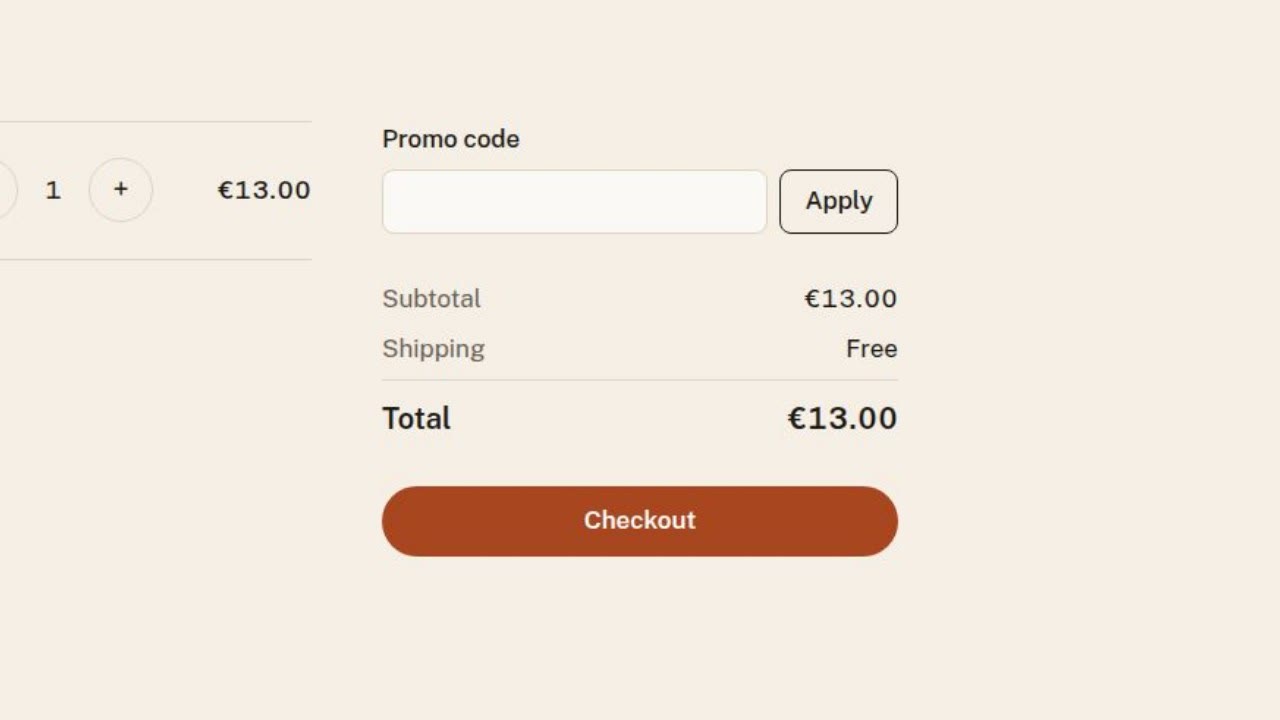 Promo code
1 + €13.00
Apply
Subtotal €13.00
Shipping Free
Total €13.00
Checkout